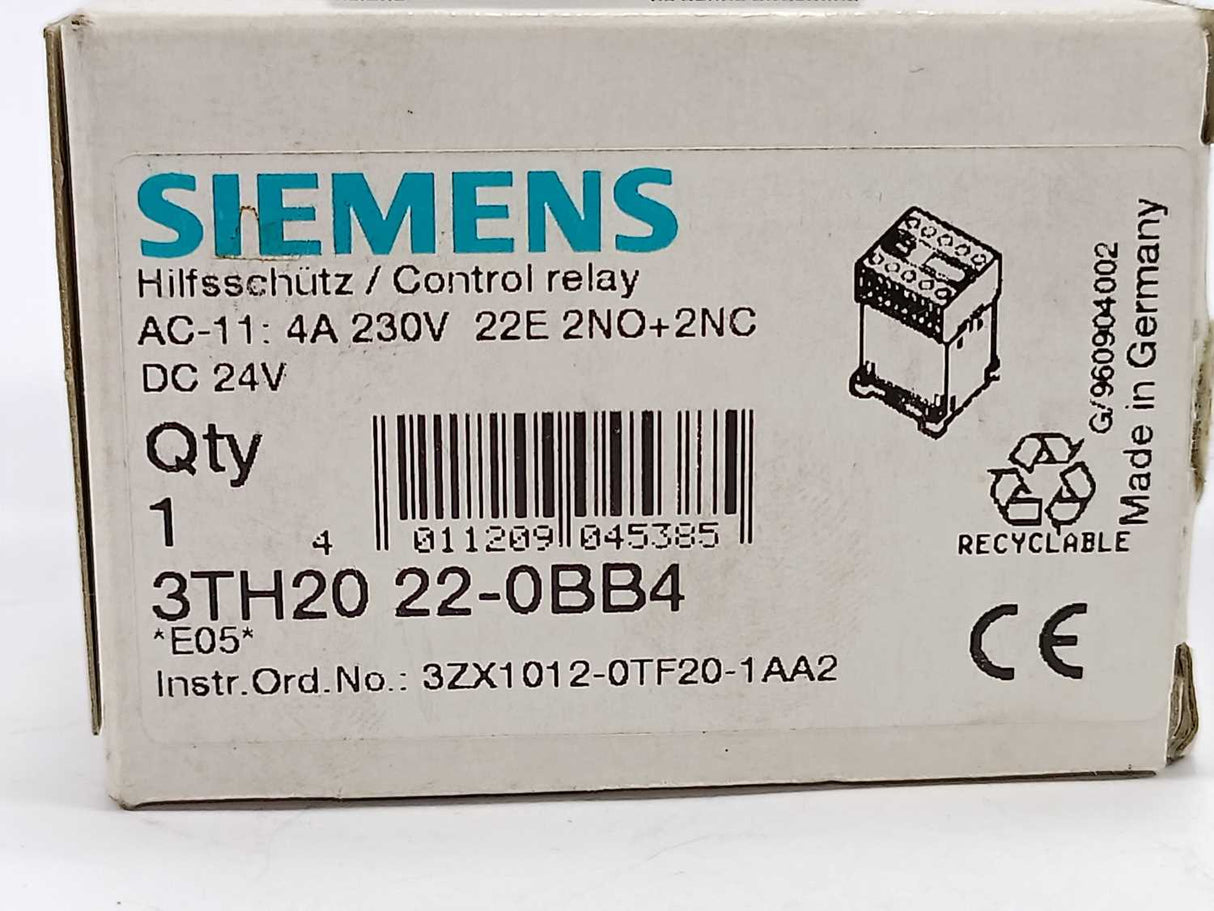 SIEMENS
Hilfsschütz / Control relay
AC-11: 4A 230V 22E 2NO+2NC
DC 24V
Qty
1
4 011209 045385
3TH20 22-0BB4
*E05*
Instr.Ord.No.: 3ZX1012-0TF20-1AA2
G/960904002
Made in Germany
RECYCLABLE
CE